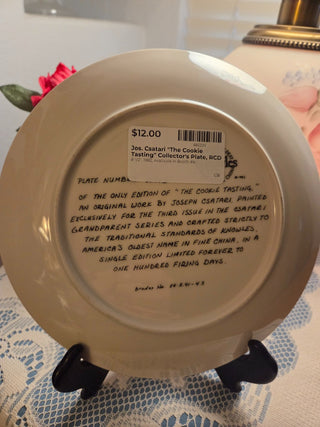 $12.00
Jos. Csatari "The Cookie
Tasting" Collector's Plate, RCD
PLATE NUMBER
OF THE ONLY EDITION OF "THE COOKIE TASTING"
AN ORIGINAL WORK BY JOSEPH CSATARI, PAINTED
EXCLUSIVELY FOR THE THIRD ISSUE IN THE CSATARI
GRANDPARENT SERIES AND CRAFTED STRICTLY TO
THE TRADITIONAL STANDARDS OF KNOWLES,
AMERICA'S OLDEST NAME IN FINE CHINA, IN A
SINGLE EDITION LIMITED FOREVER TO
ONE HUNDRED FIRING DAYS.
Bradex No.